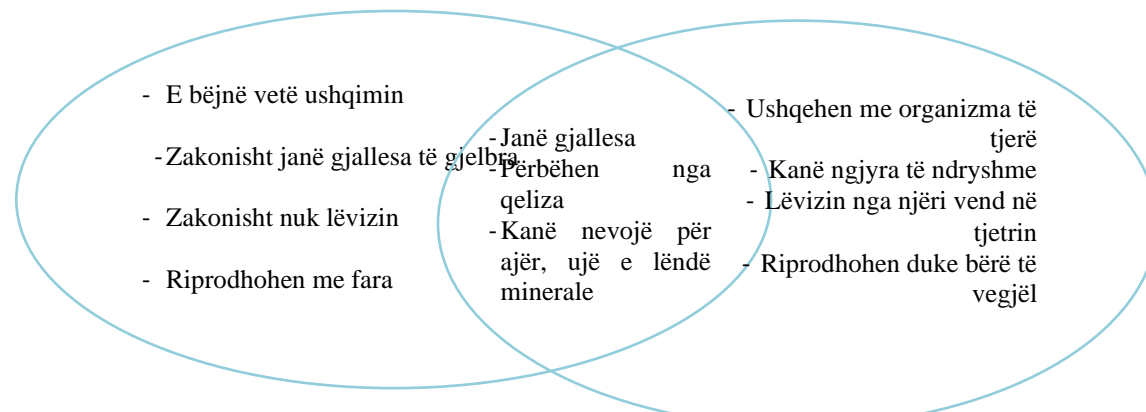 - E bëjnë vetë ushqimin
- Zakonisht janë gjallesa të gjelbra
- Zakonisht nuk lëvizin
- Riprodhohen me fara
- Janë gjallesa
- Përbëhen nga
qeliza
- Kanë nevojë për
ajër, ujë e lëndë
minerale
- Ushqehen me organizma të
tjerë
- Kanë ngjyra të ndryshme
- Lëvizin nga njëri vend në
tjetrin
- Riprodhohen duke bërë të
vegjël